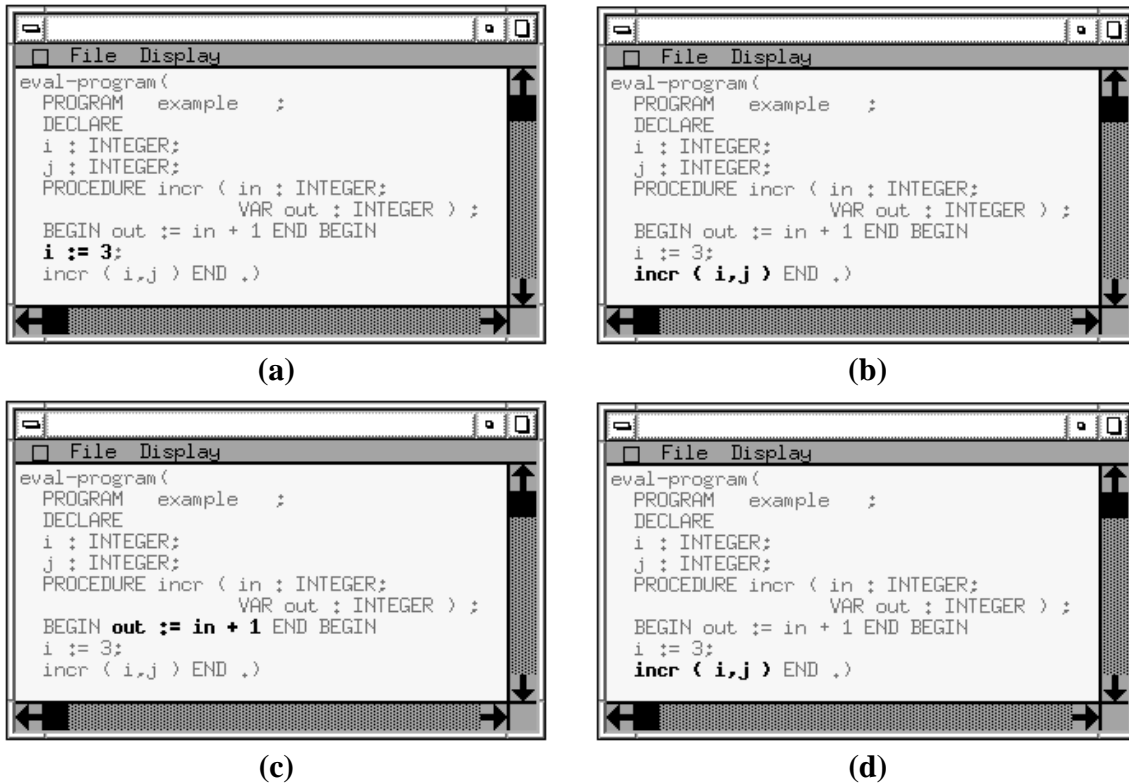 File Display
eval-program(
PROGRAM example ;
DECLARE
i : INTEGER;
j : INTEGER;
PROCEDURE incr ( in : INTEGER;
VAR out : INTEGER ) ;
BEGIN out := in + 1 END BEGIN
i := 3;
incr ( i,j ) END .)
(a)
File Display
eval-program(
PROGRAM example ;
DECLARE
i : INTEGER;
j : INTEGER;
PROCEDURE incr ( in : INTEGER;
VAR out : INTEGER ) ;
BEGIN out := in + 1 END BEGIN
i := 3;
incr ( i,j ) END .)
(b)
File Display
eval-program(
PROGRAM example ;
DECLARE
i : INTEGER;
j : INTEGER;
PROCEDURE incr ( in : INTEGER;
VAR out : INTEGER ) ;
BEGIN out := in + 1 END BEGIN
i := 3;
incr ( i,j ) END .)
(c)
File Display
eval-program(
PROGRAM example ;
DECLARE
i : INTEGER;
j : INTEGER;
PROCEDURE incr ( in : INTEGER;
VAR out : INTEGER ) ;
BEGIN out := in + 1 END BEGIN
i := 3;
incr ( i,j ) END .)
(d)